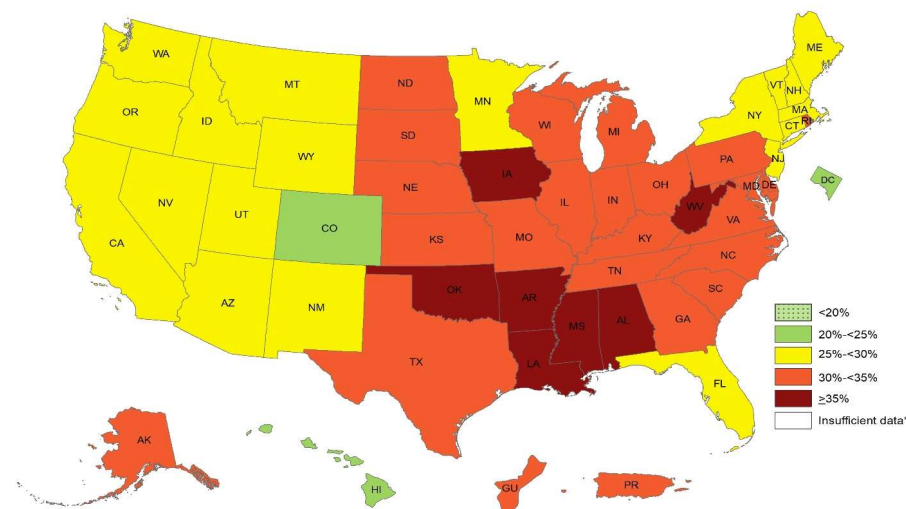 WA
ME
MT
ND
VT
MN
NH
OR
NY
MA
ID
WI
SD
MI
CT
RI
WY
PA
NJ
IA
NE
OH
MD
DE
DC
NV
IL
IN
UT
WV
CO
VA
CA
KS
MO
KY
NC
TN
OK
AZ
NM
AR
SC
MS
AL
GA
<20%
20%-<25%
TX
LA
25%-<30%
FL
30%-<35%
≥35%
Insufficient data*
AK
HI
GU
PR